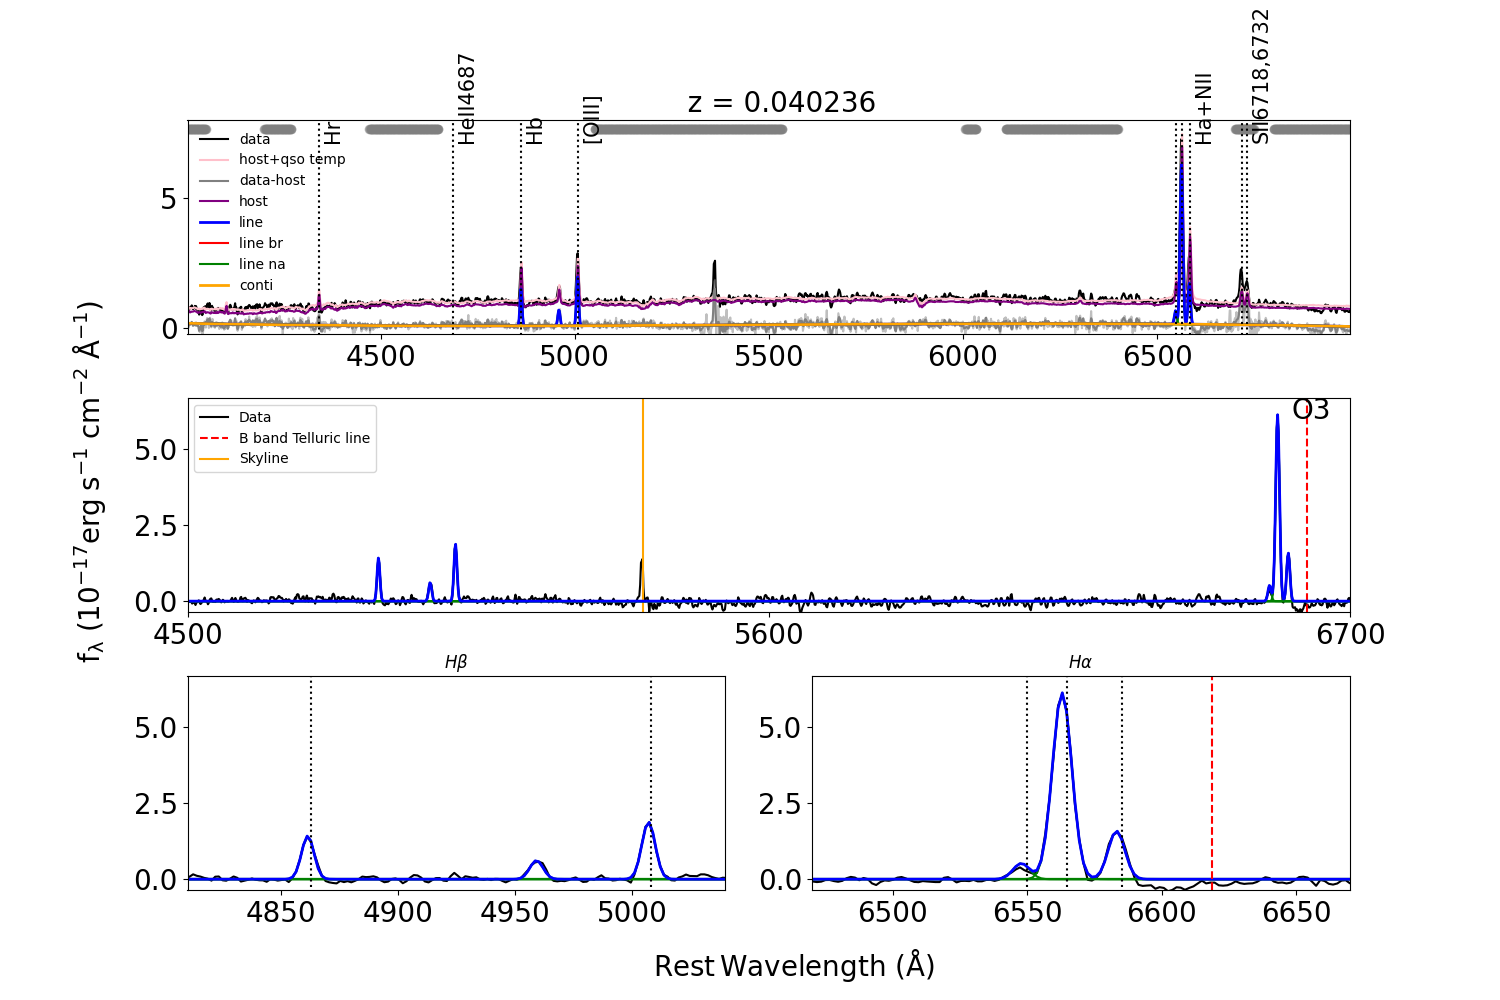 z = 0.040236
Hr
HeII4687
Hb
[OIII]
Ha+NII
SII6718,6732
data
host+qso temp
data-host
host
line
line br
line na
conti
5
0
4500 5000 5500 6000 6500
fλ (10⁻¹⁷erg s⁻¹ cm⁻² Å⁻¹)
Data
B band Telluric line
Skyline
O3
5.0
2.5
0.0
4500 5600 6700
Hβ
5.0
2.5
0.0
4850 4900 4950 5000
Hα
5.0
2.5
0.0
6500 6550 6600 6650
Rest Wavelength (Å)